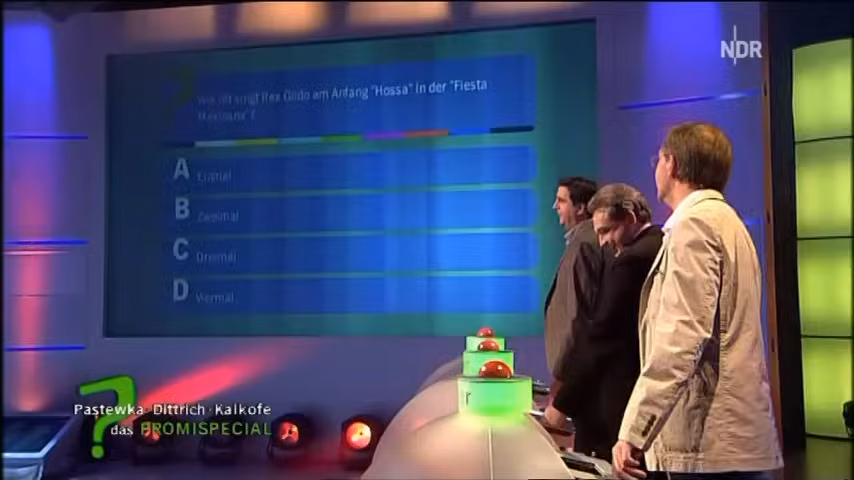 NDR
Wie oft singt Rex Gildo am Anfang "Hossa" in der "Fiesta
Mexicana"?
A Einmal
B Zweimal
C Dreimal
D Viermal
Pastewka · Dittrich · Kalkofe
das PROMISPECIAL